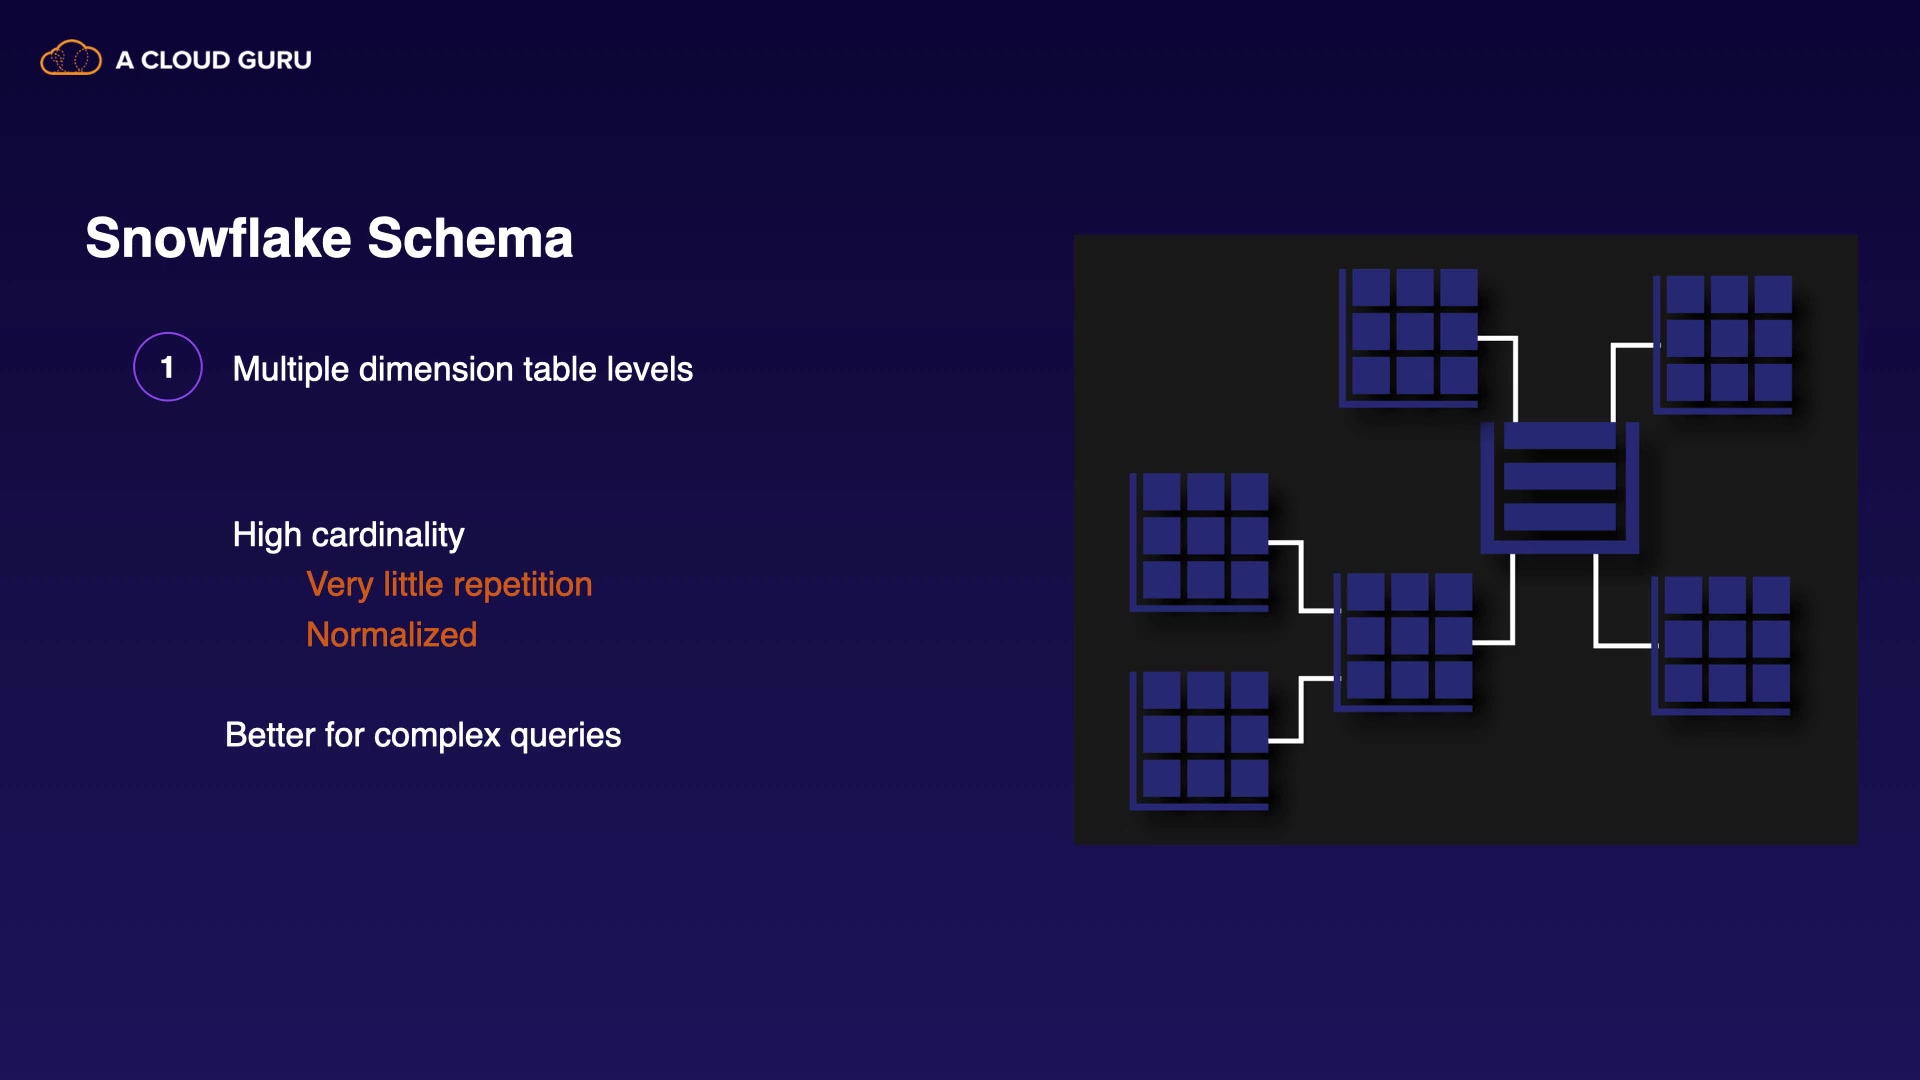 A CLOUD GURU
Snowflake Schema
1 Multiple dimension table levels
High cardinality
Very little repetition
Normalized
Better for complex queries